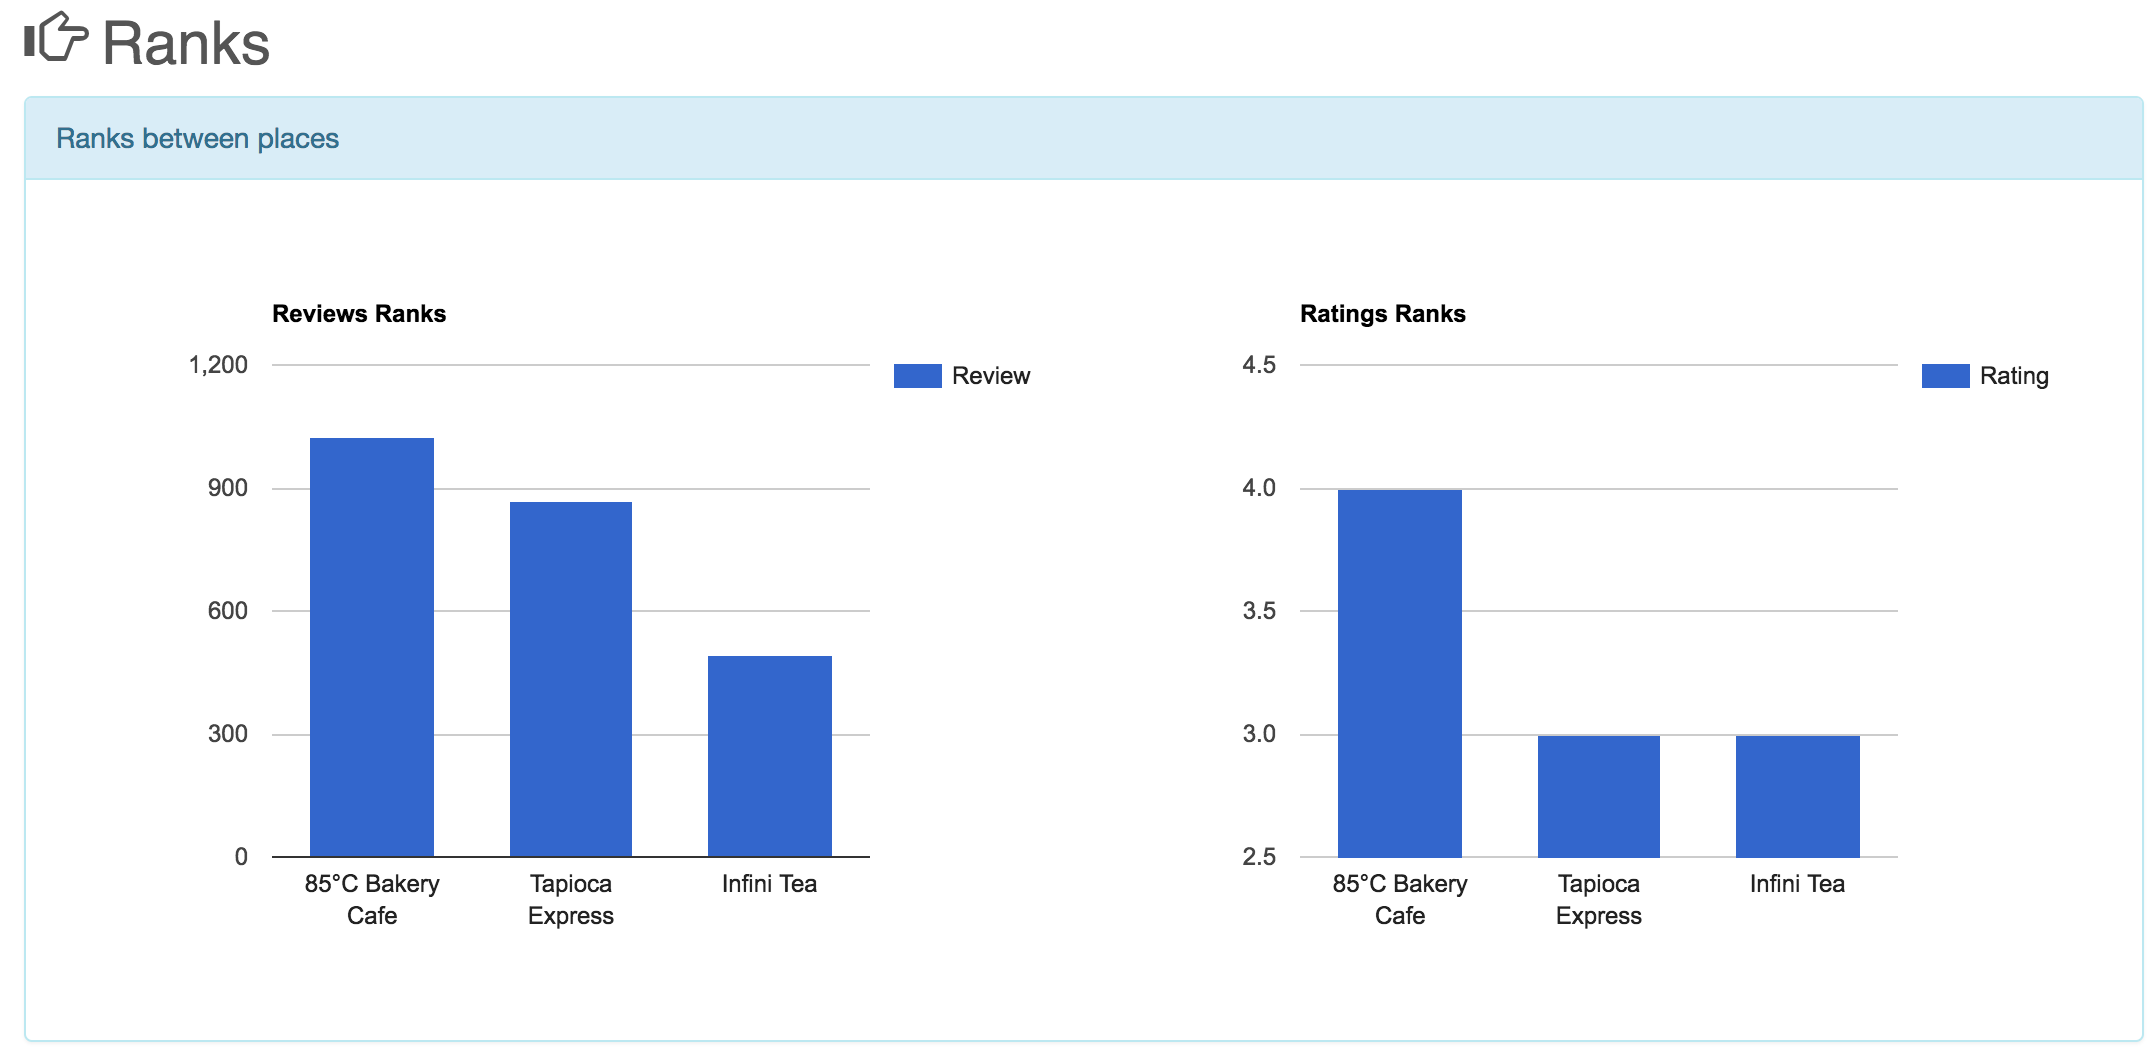 Ranks
Ranks between places
Reviews Ranks
1,200
900
600
300
0
Review
85°C Bakery
Cafe
Tapioca
Express
Infini Tea
Ratings Ranks
4.5
4.0
3.5
3.0
2.5
Rating
85°C Bakery
Cafe
Tapioca
Express
Infini Tea